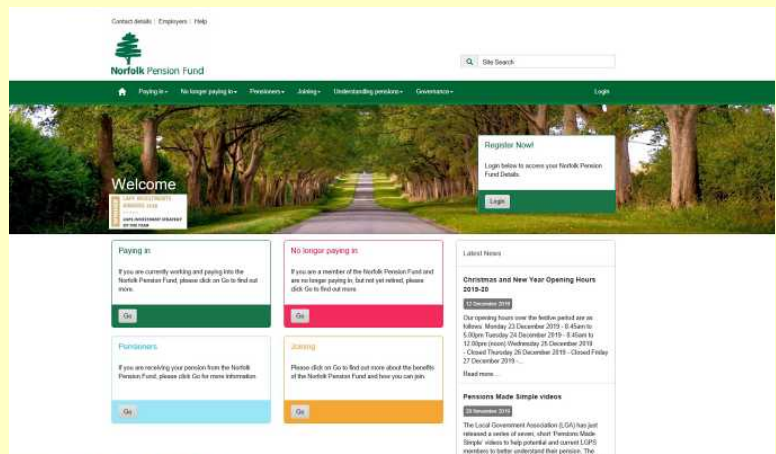 Contact details | Employers | Help
Norfolk Pension Fund
Site Search
Paying in No longer paying in Pensioners Joining Understanding pensions Governance Login
Welcome
LGPS INVESTMENT STRATEGY
OF THE YEAR
Register Now!
Login below to access your Norfolk Pension
Fund Details.
Login
Paying in
If you are currently working and paying into the
Norfolk Pension Fund, please click on Go to find out
more.
Go
No longer paying in
If you are a member of the Norfolk Pension Fund and
are no longer paying in, but not yet retired, please
click Go to find out more.
Go
Pensioners
If you are receiving your pension from the Norfolk
Pension Fund, please click Go for more information.
Go
Joining
Please click on Go to find out more about the benefits
of the Norfolk Pension Fund and how you can join.
Go
Latest News
Christmas and New Year Opening Hours
2019-20
12 December 2019
Our opening hours over the festive period are as
follows: Monday 23 December 2019 - 8.45am to
5.00pm Tuesday 24 December 2019 - 8.45am to
12.00pm (noon) Wednesday 25 December 2019
- Closed Thursday 26 December 2019 - Closed Friday
27 December 2019 -...
Read more...
Pensions Made Simple videos
28 November 2019
The Local Government Association (LGA) has just
released a series of seven, short 'Pensions Made
Simple' videos to help potential and current LGPS
members to better understand their pension. The